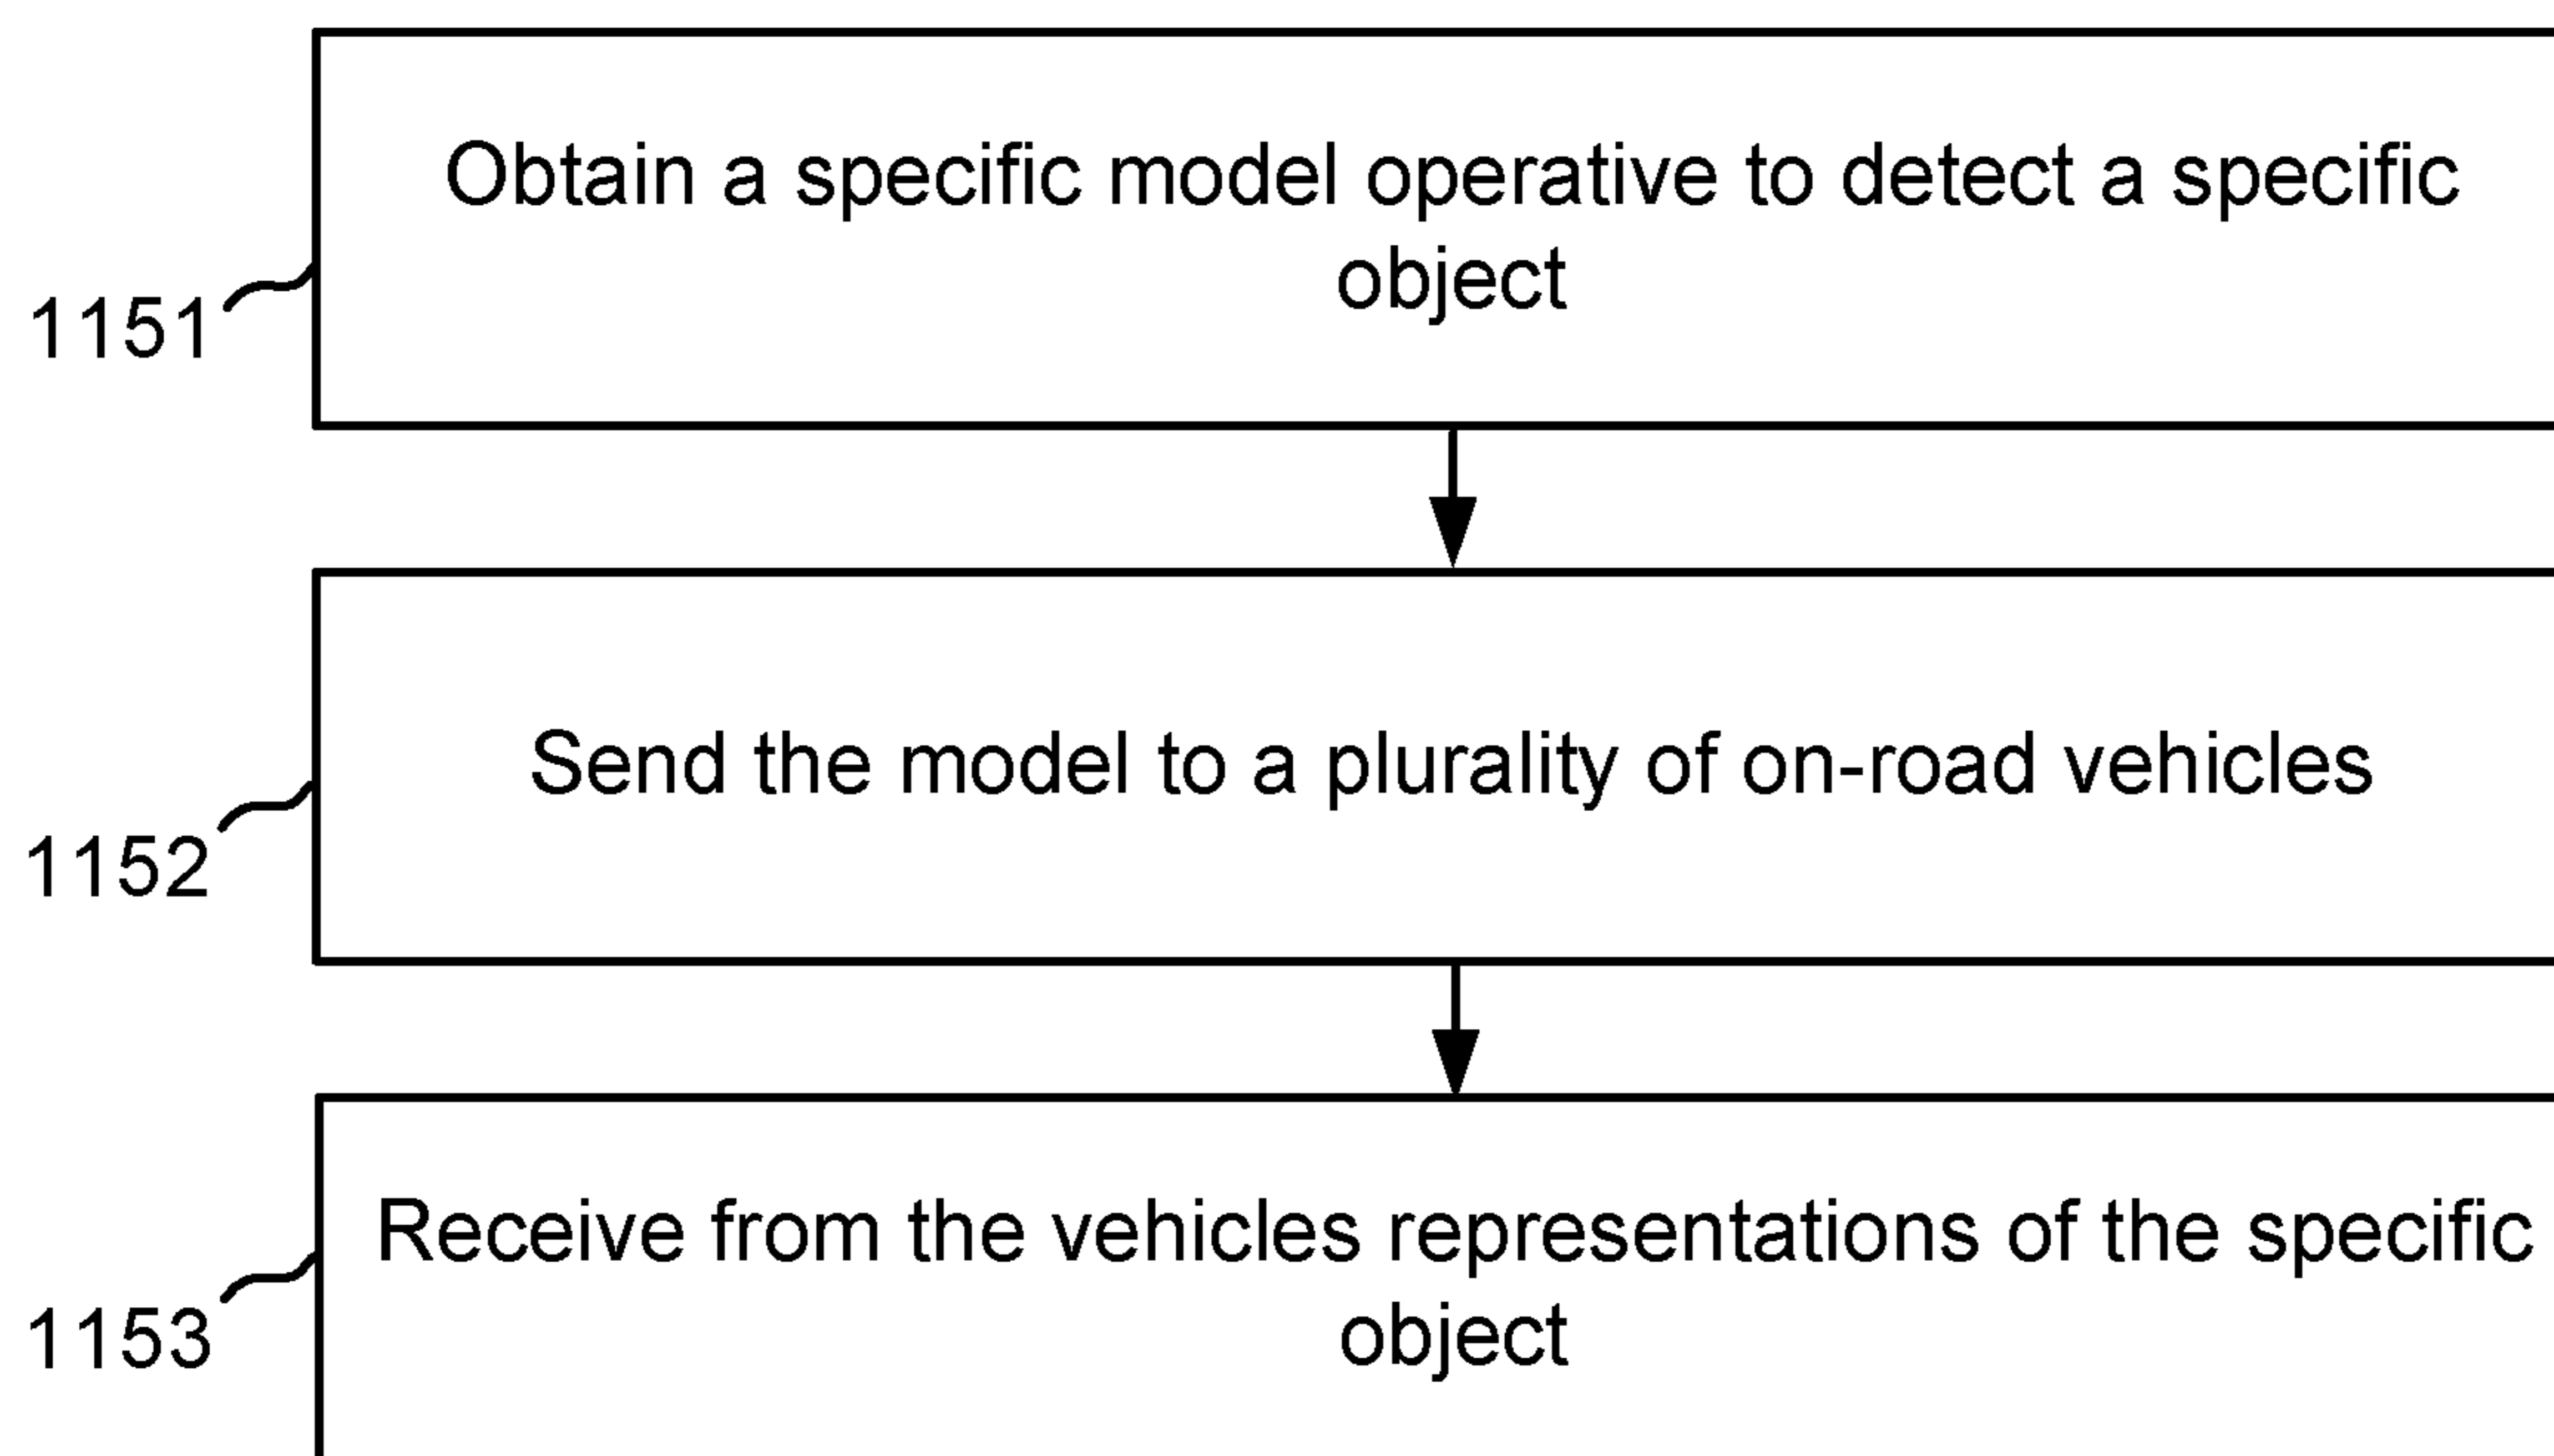 Obtain a specific model operative to detect a specific
object
1151
Send the model to a plurality of on-road vehicles
1152
Receive from the vehicles representations of the specific
object
1153